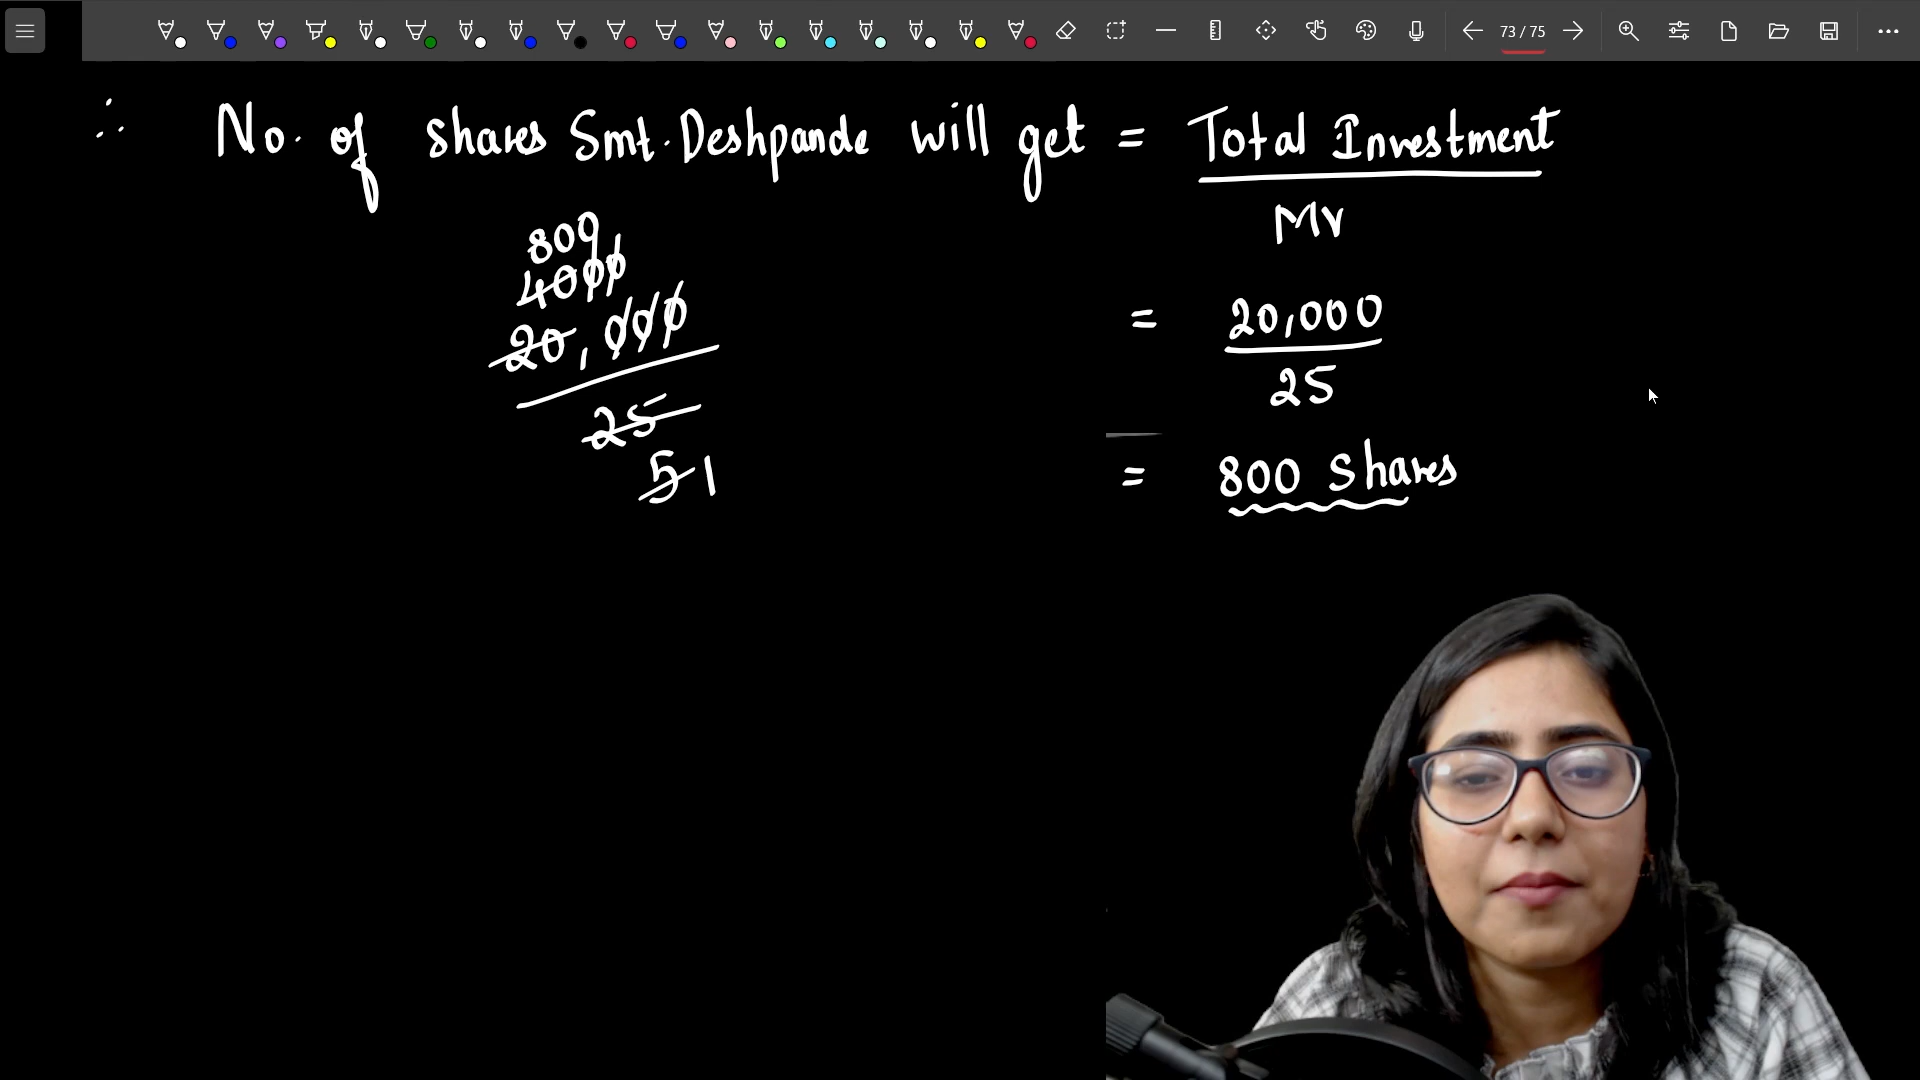 73 / 75
∴ No. of shares Smt. Deshpande will get = Total Investment
MV
800
4000
20,000
25
5 1
= 20,000
25
= 800 Shares